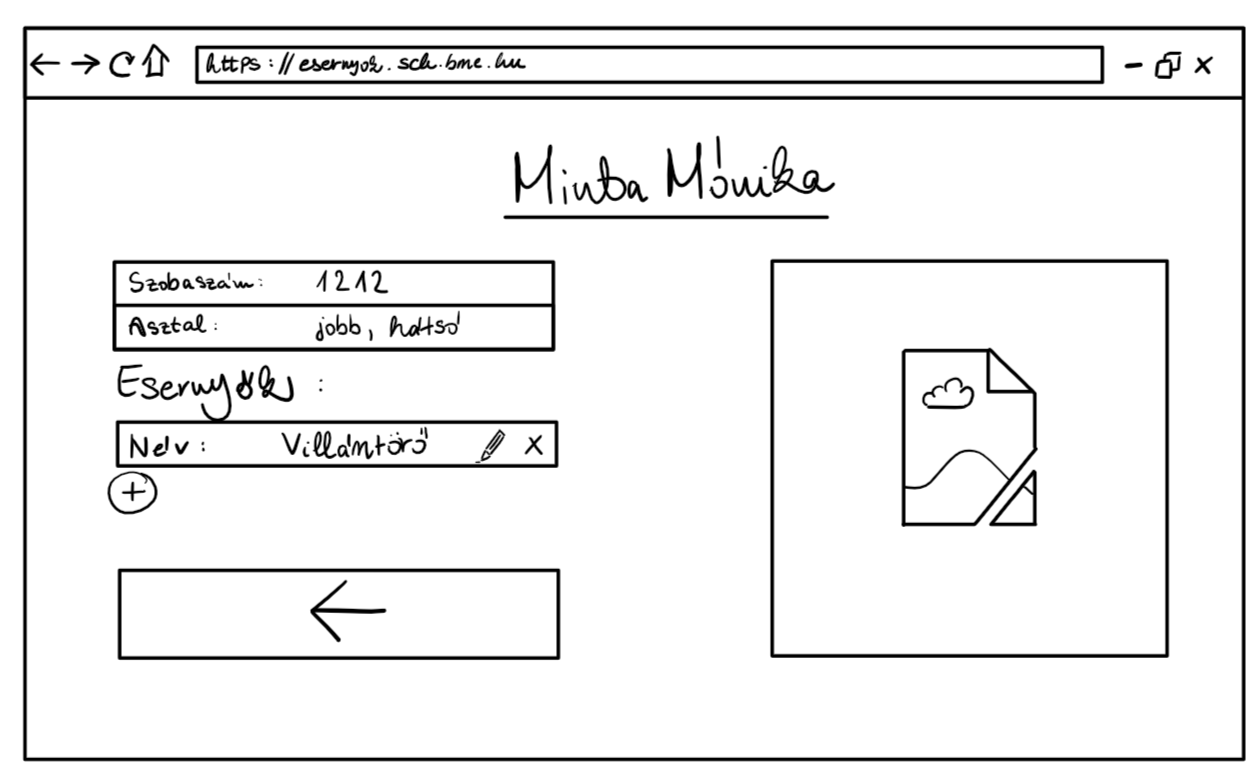 https://esernyok.sch.bme.hu
Minta Mónika
Szobaszám: 1212
Asztal: jobb, hátsó
Esernyők:
Név: Villámtörő